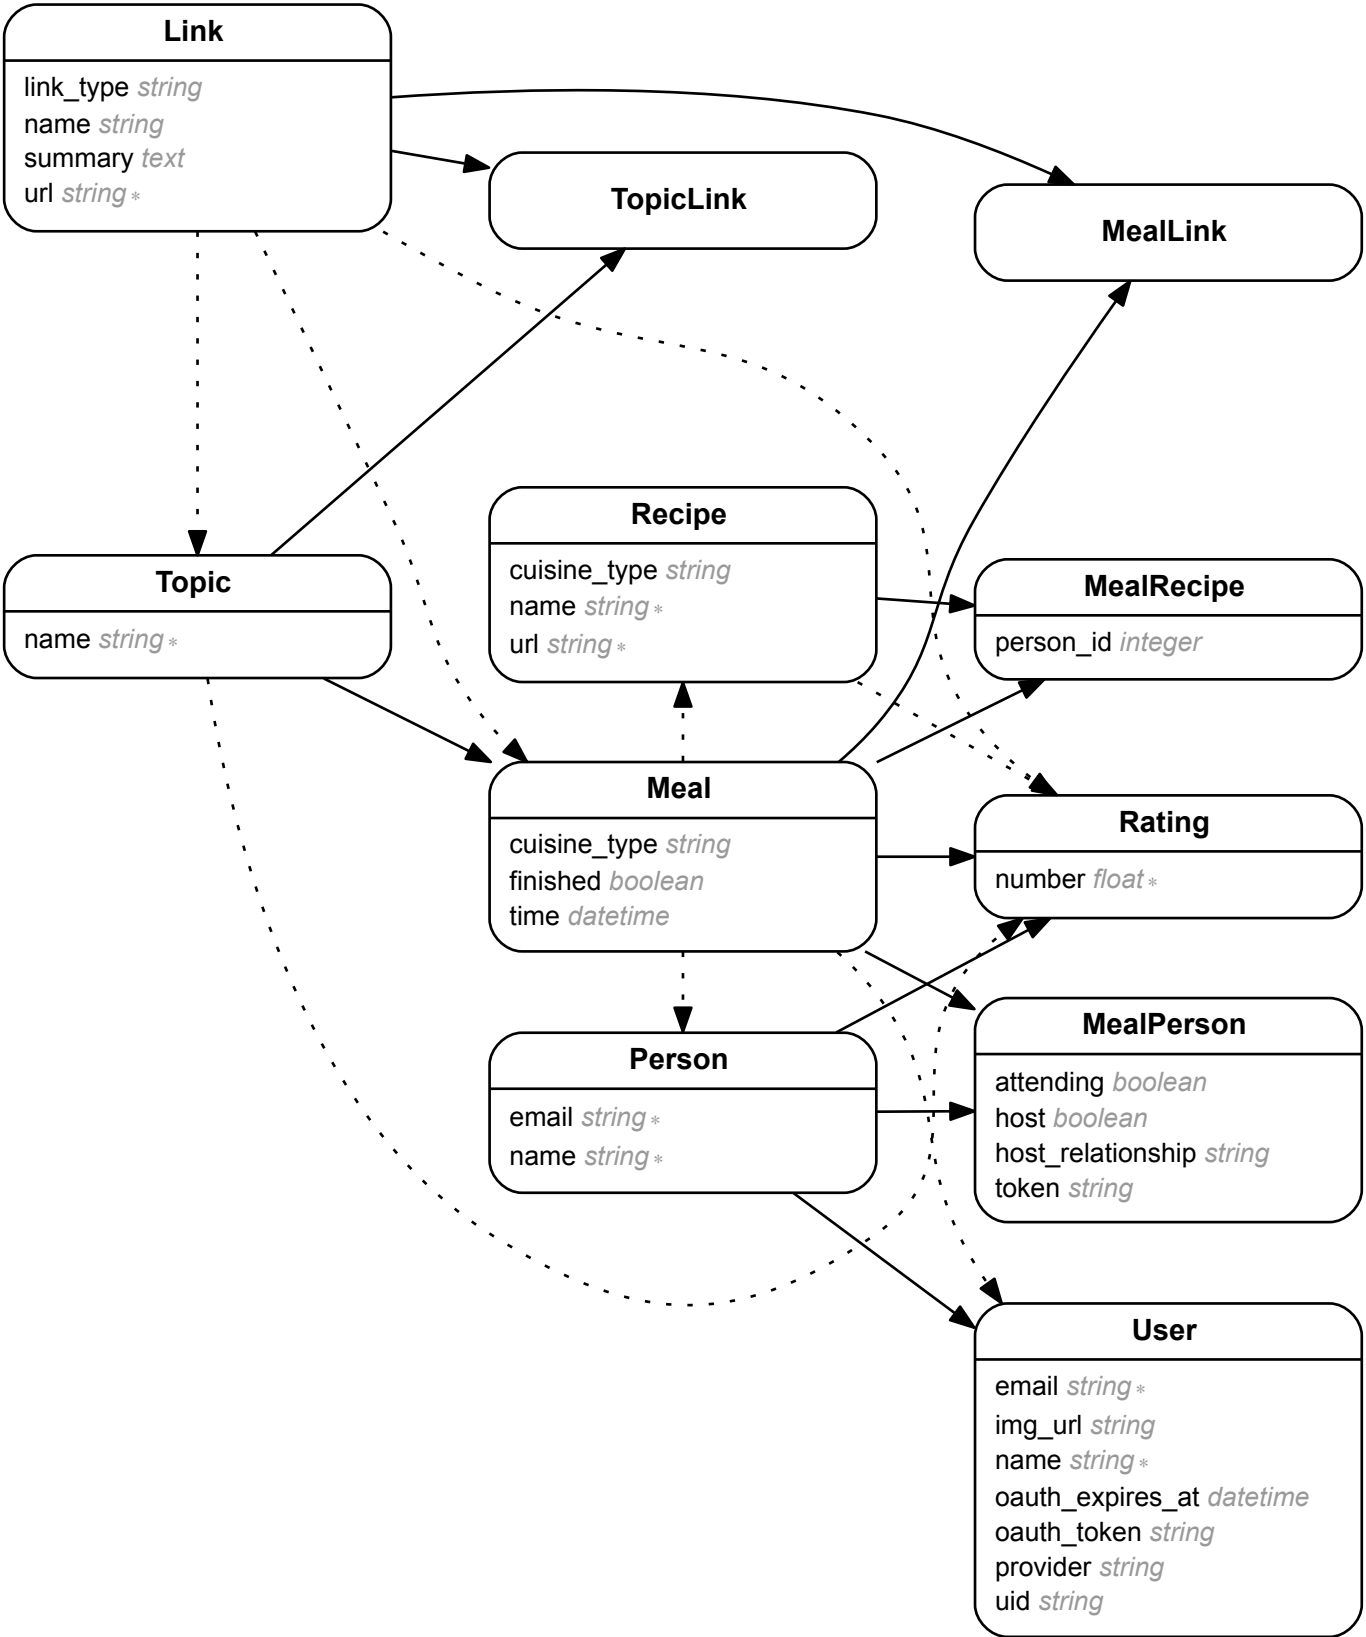 Link
link_type string
name string
summary text
url string *
TopicLink
MealLink
Topic
name string *
Recipe
cuisine_type string
name string *
url string *
MealRecipe
person_id integer
Meal
cuisine_type string
finished boolean
time datetime
Rating
number float *
Person
email string *
name string *
MealPerson
attending boolean
host boolean
host_relationship string
token string
User
email string *
img_url string
name string *
oauth_expires_at datetime
oauth_token string
provider string
uid string